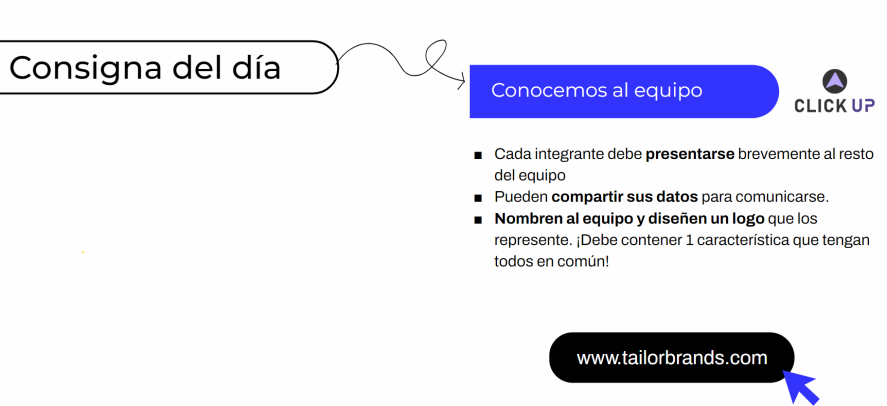 Consigna del día
Conocemos al equipo
CLICK UP
▪ Cada integrante debe presentarse brevemente al resto
del equipo
▪ Pueden compartir sus datos para comunicarse.
▪ Nombren al equipo y diseñen un logo que los
represente. ¡Debe contener 1 característica que tengan
todos en común!
www.tailorbrands.com